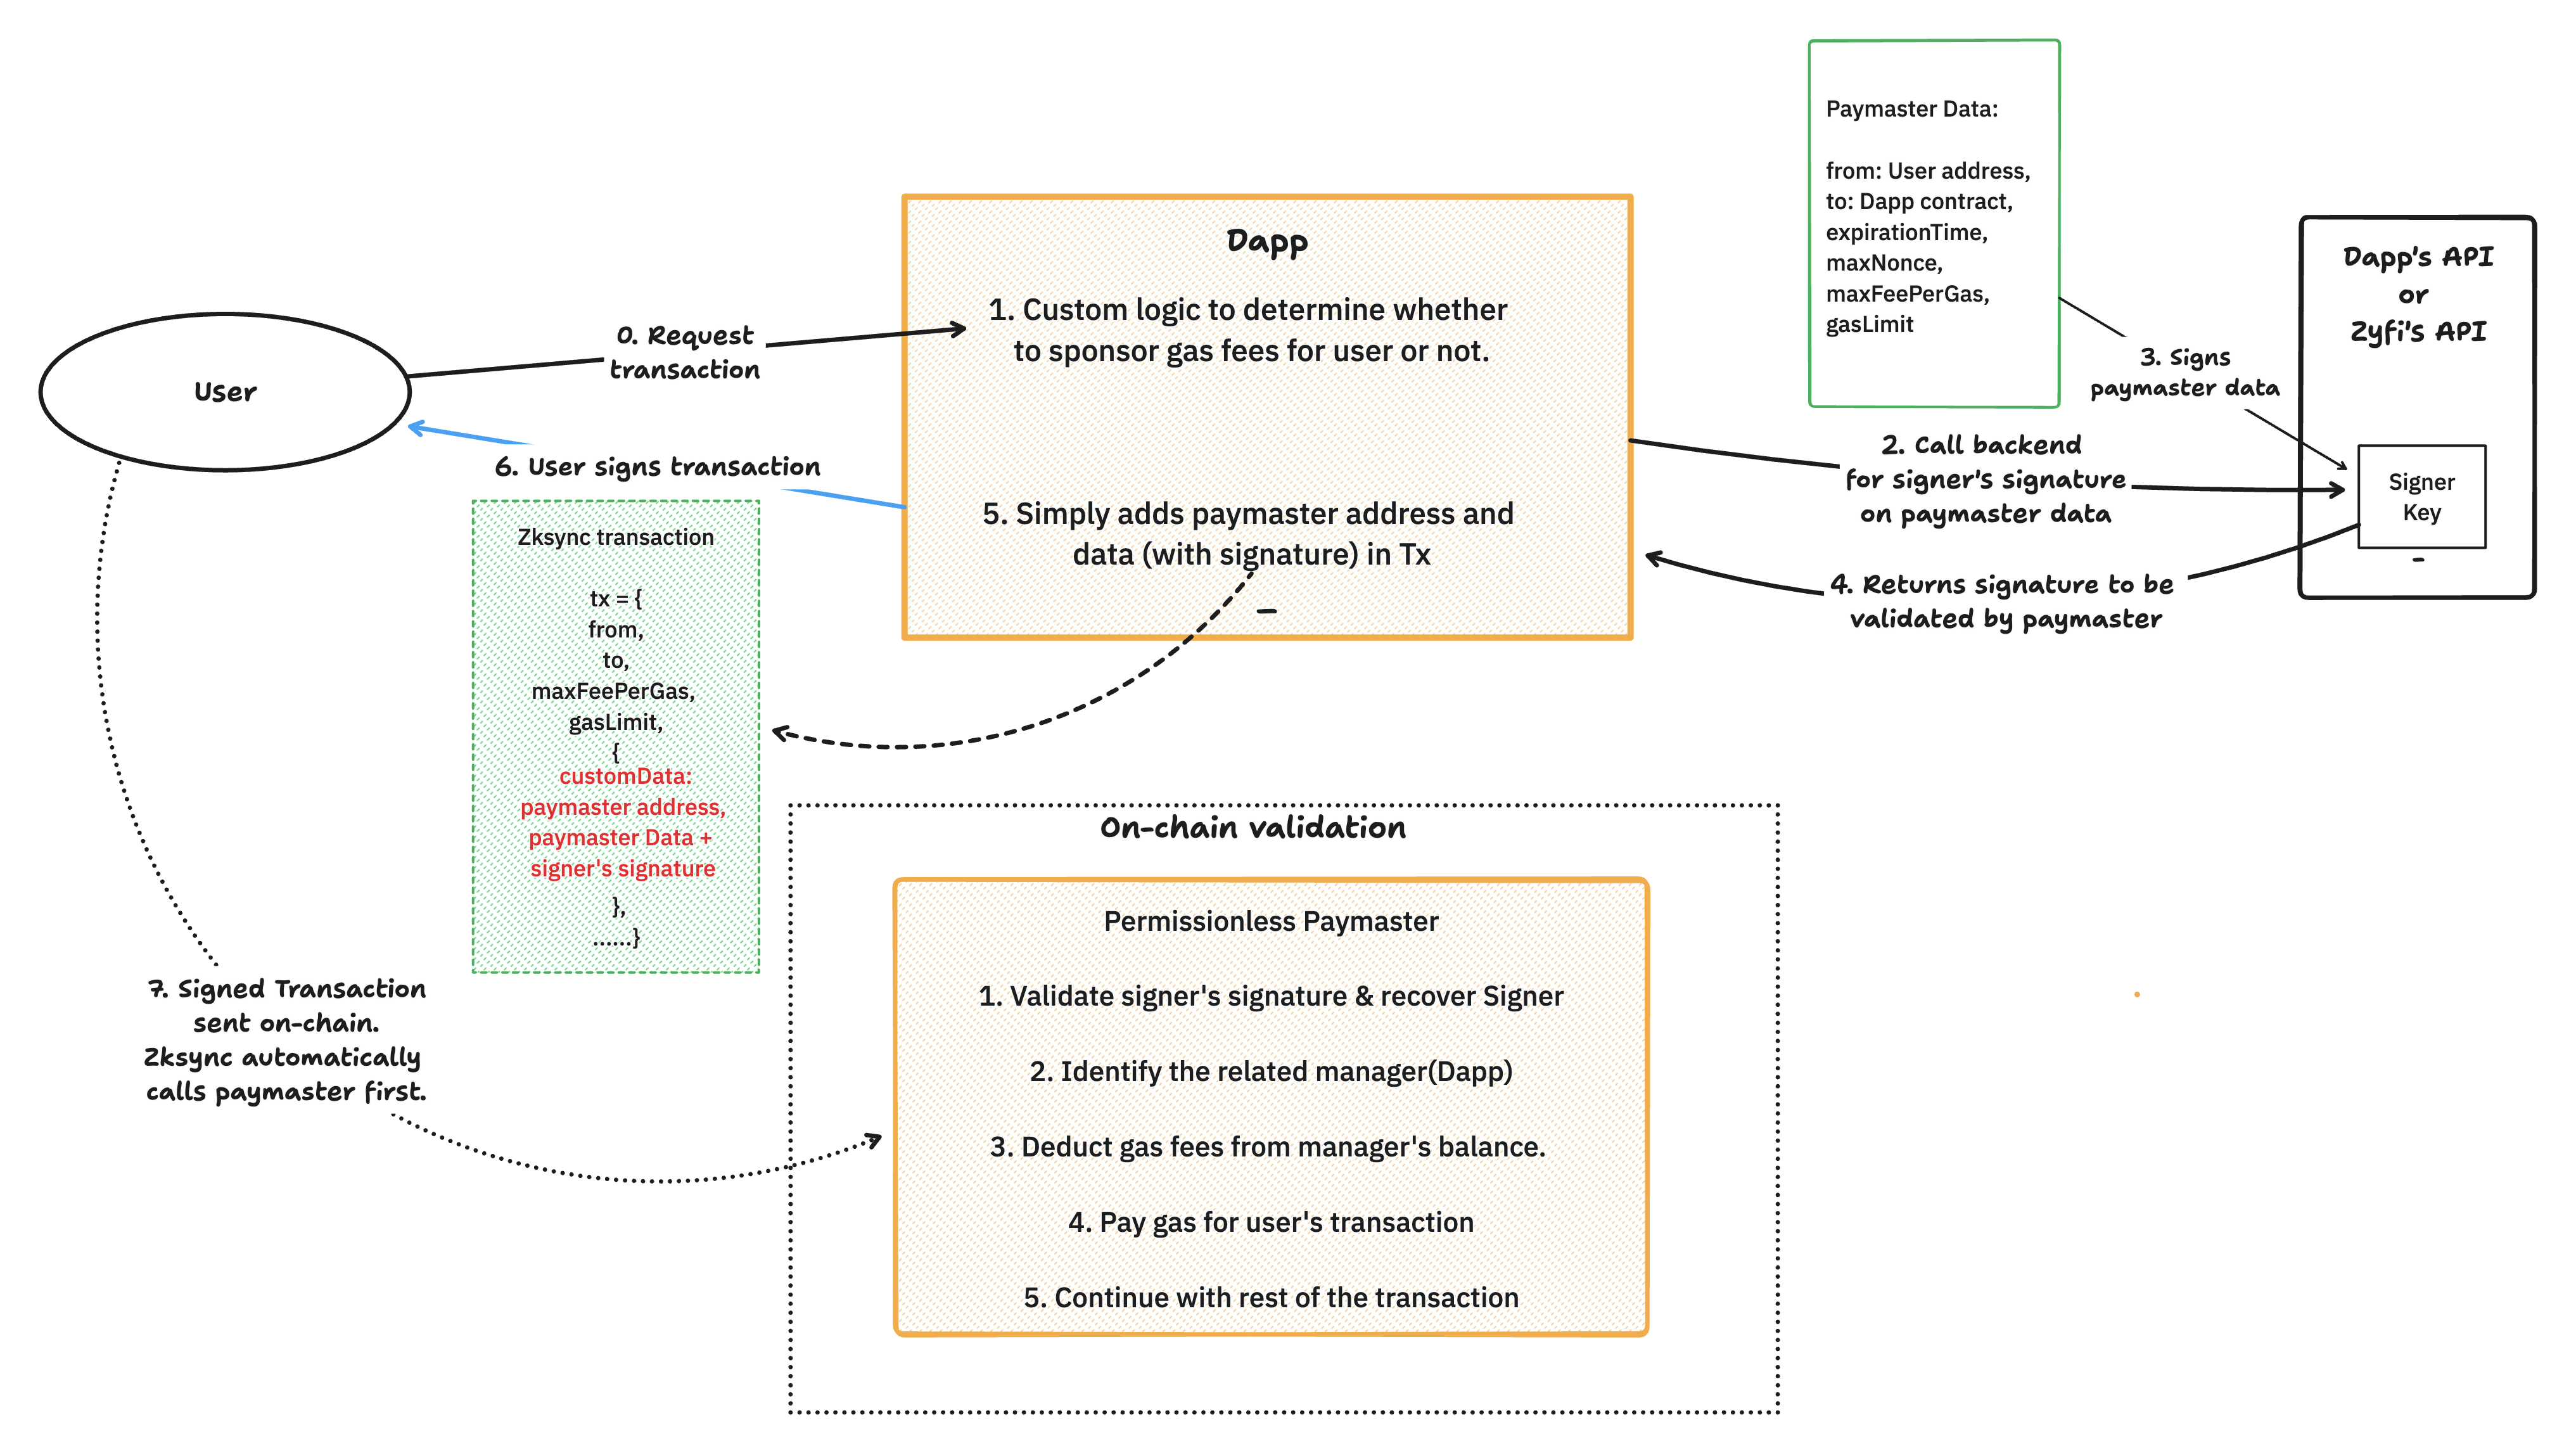 User
0. Request
transaction
6. User signs transaction
Dapp
1. Custom logic to determine whether
to sponsor gas fees for user or not.
5. Simply adds paymaster address and
data (with signature) in Tx
Paymaster Data:
from: User address,
to: Dapp contract,
expirationTime,
maxNonce,
maxFeePerGas,
gasLimit
3. Signs
paymaster data
2. Call backend
for signer's signature
on paymaster data
4. Returns signature to be
validated by paymaster
Dapp's API
or
Zyfi's API
Signer
Key
Zksync transaction
tx = {
from,
to,
maxFeePerGas,
gasLimit,
{
customData:
paymaster address,
paymaster Data +
signer's signature
},
......}
7. Signed Transaction
sent on-chain.
Zksync automatically
calls paymaster first.
On-chain validation
Permissionless Paymaster
1. Validate signer's signature & recover Signer
2. Identify the related manager(Dapp)
3. Deduct gas fees from manager's balance.
4. Pay gas for user's transaction
5. Continue with rest of the transaction